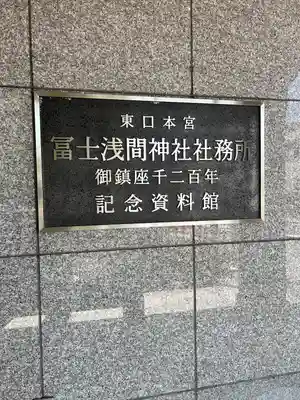 東口本宮
冨士浅間神社社務所
御鎮座千二百年
記念資料館